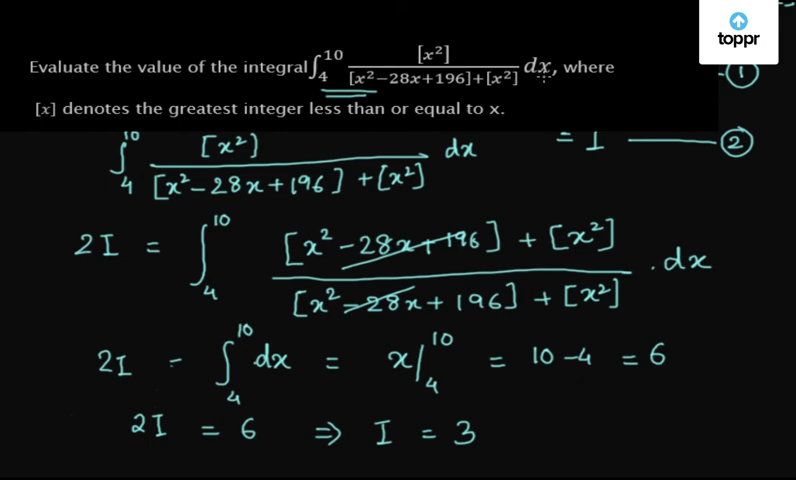 toppr
Evaluate the value of the integral ∫₄¹⁰ [x²] / ([x²−28x+196]+[x²]) dx, where
[x] denotes the greatest integer less than or equal to x.
①
∫₄¹⁰ [x²] / ([x²−28x+196]+[x²]) dx = I ②
2I = ∫₄¹⁰ ([x²−28x+196]+[x²]) / ([x²−28x+196]+[x²]) . dx
2I − ∫₄¹⁰ dx = x|₄¹⁰ = 10−4 = 6
2I = 6 ⇒ I = 3